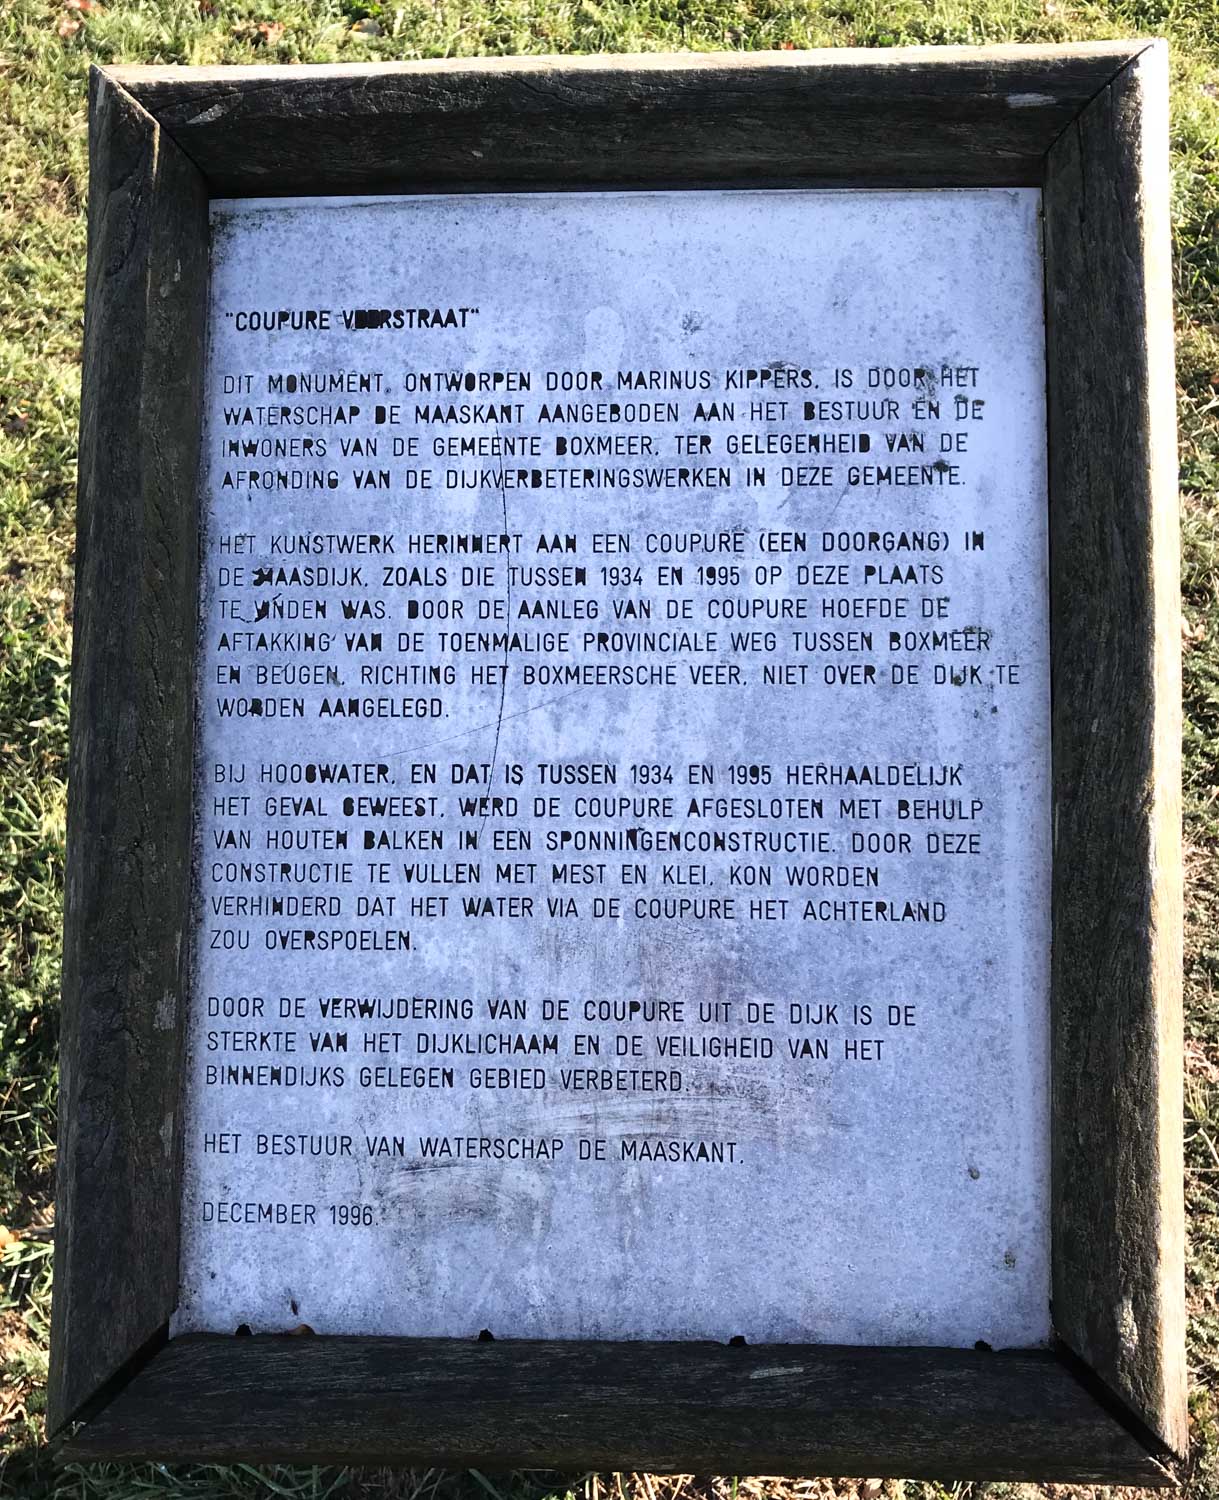 "COUPURE VEERSTRAAT"
DIT MONUMENT, ONTWORPEN DOOR MARINUS KIPPERS, IS DOOR HET
WATERSCHAP DE MAASKANT AANGEBODEN AAN HET BESTUUR EN DE
INWONERS VAN DE GEMEENTE BOXMEER, TER GELEGENHEID VAN DE
AFRONDING VAN DE DIJKVERBETERINGSWERKEN IN DEZE GEMEENTE.
HET KUNSTWERK HERINNERT AAN EEN COUPURE (EEN DOORGANG) IN
DE MAASDIJK, ZOALS DIE TUSSEN 1934 EN 1995 OP DEZE PLAATS
TE VINDEN WAS. DOOR DE AANLEG VAN DE COUPURE HOEFDE DE
AFTAKKING VAN DE TOENMALIGE PROVINCIALE WEG TUSSEN BOXMEER
EN BEUGEN, RICHTING HET BOXMEERSCHE VEER, NIET OVER DE DIJK TE
WORDEN AANGELEGD.
BIJ HOOGWATER, EN DAT IS TUSSEN 1934 EN 1995 HERHAALDELIJK
HET GEVAL GEWEEST, WERD DE COUPURE AFGESLOTEN MET BEHULP
VAN HOUTEN BALKEN IN EEN SPONNINGENCONSTRUCTIE. DOOR DEZE
CONSTRUCTIE TE VULLEN MET MEST EN KLEI, KON WORDEN
VERHINDERD DAT HET WATER VIA DE COUPURE HET ACHTERLAND
ZOU OVERSPOELEN.
DOOR DE VERWIJDERING VAN DE COUPURE UIT DE DIJK IS DE
STERKTE VAN HET DIJKLICHAAM EN DE VEILIGHEID VAN HET
BINNENDIJKS GELEGEN GEBIED VERBETERD.
HET BESTUUR VAN WATERSCHAP DE MAASKANT.
DECEMBER 1996.